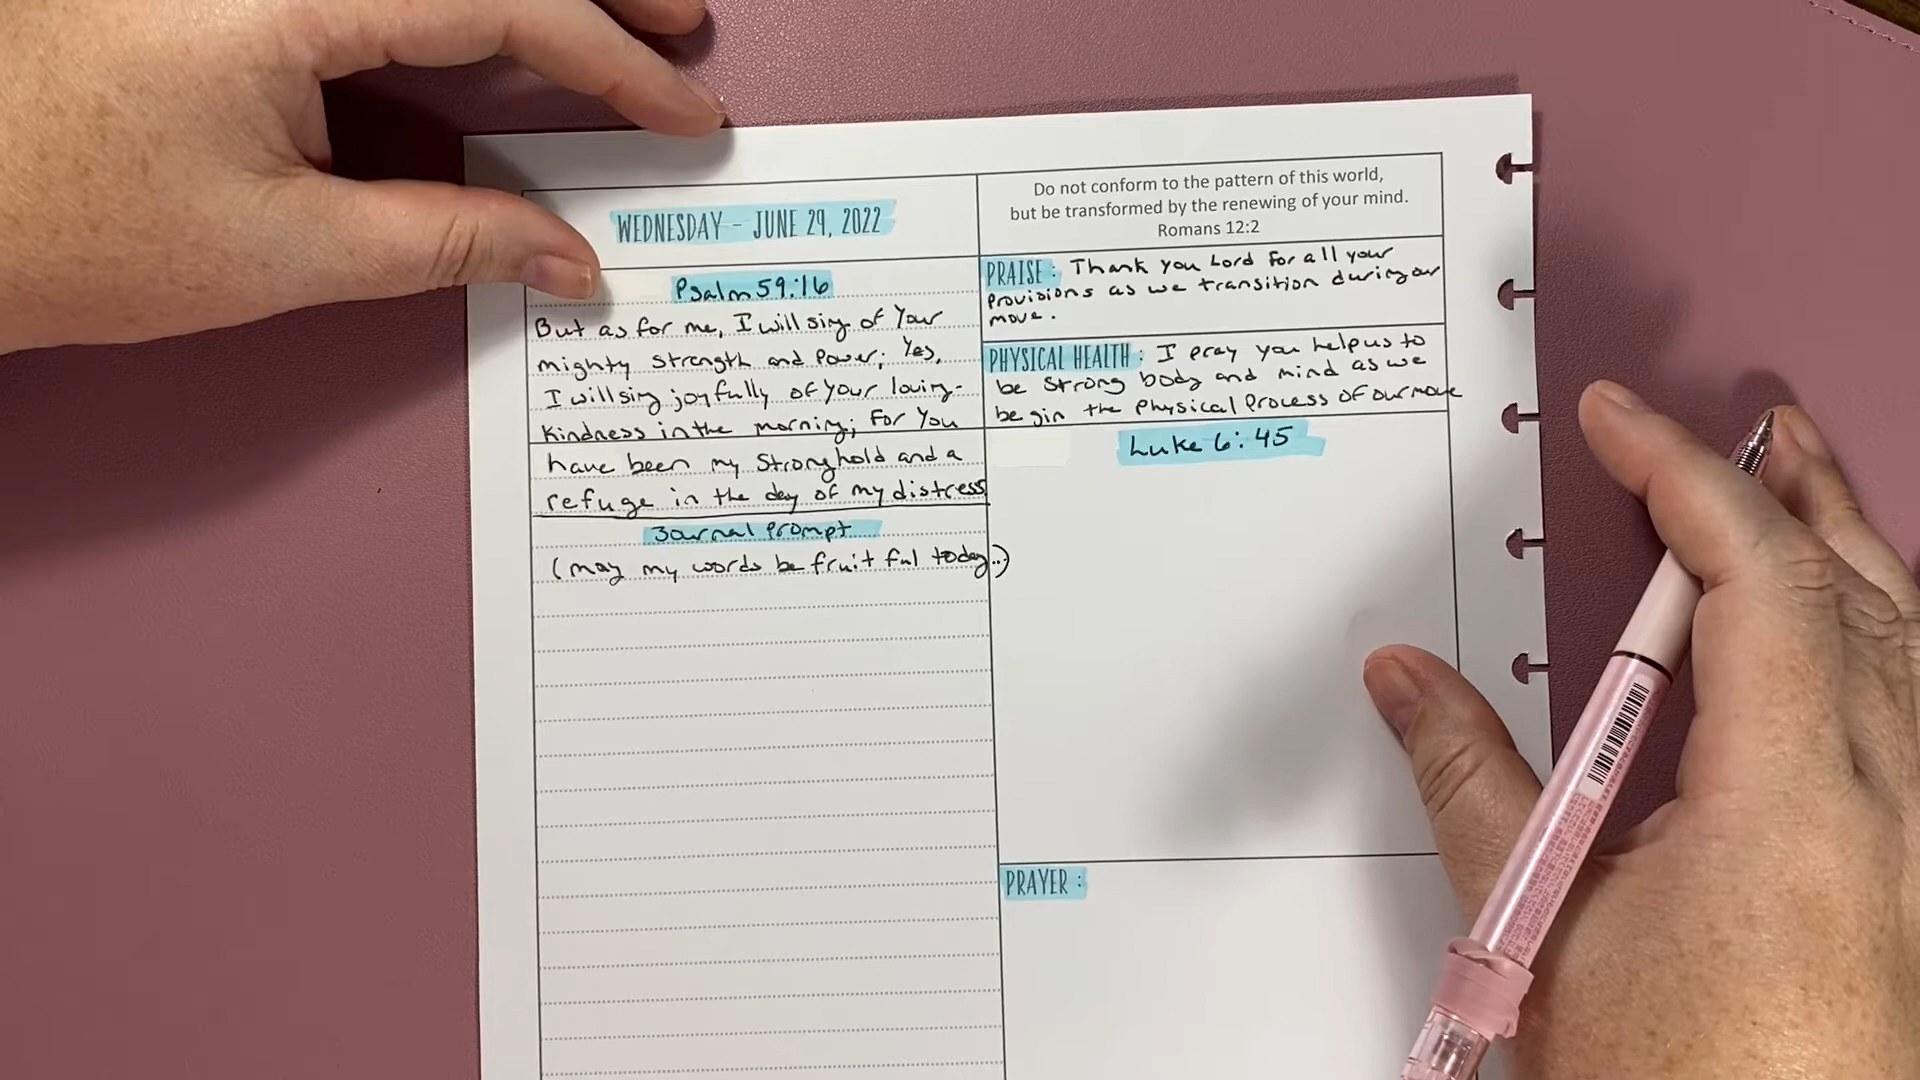 WEDNESDAY - JUNE 29, 2022
Psalm 59:16
But as for me, I will sing of Your
mighty strength and power; Yes,
I will sing joyfully of your loving-
kindness in the morning; For You
have been my Stronghold and a
refuge in the day of my distress
Journal Prompt
(may my words be fruitful today..)
Do not conform to the pattern of this world,
but be transformed by the renewing of your mind.
Romans 12:2
PRAISE: Thank you Lord for all your
provisions as we transition during our
move.
PHYSICAL HEALTH: I pray you help us to
be strong body and mind as we
begin the physical process of our move
Luke 6:45
PRAYER: